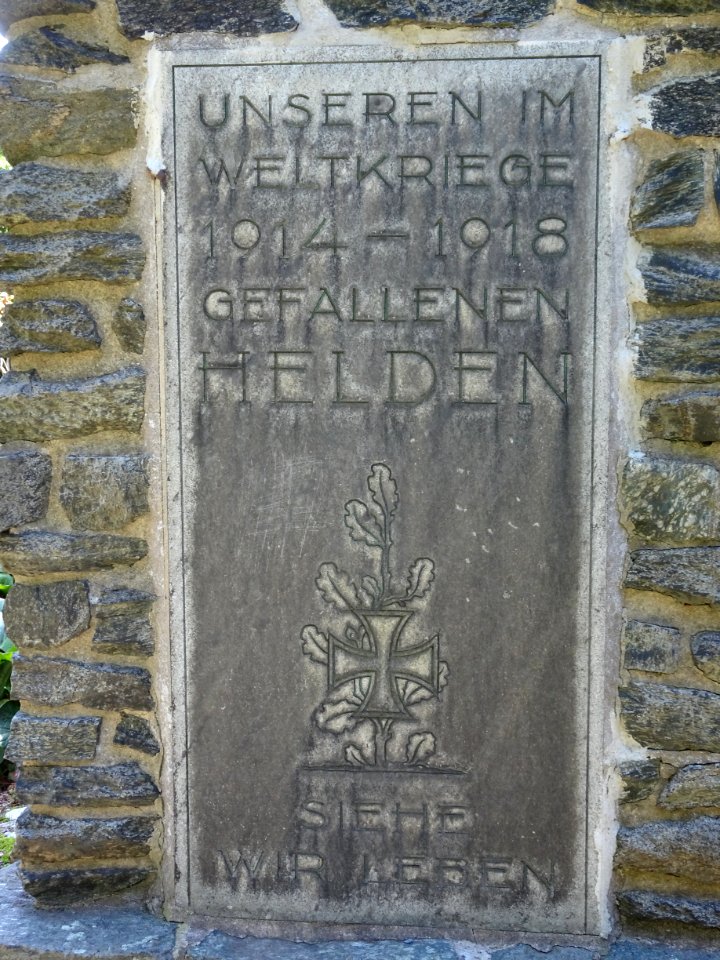 UNSEREN IM
WELTKRIEGE
1914 – 1918
GEFALLENEN
HELDEN
SIEHE
WIR LEBEN